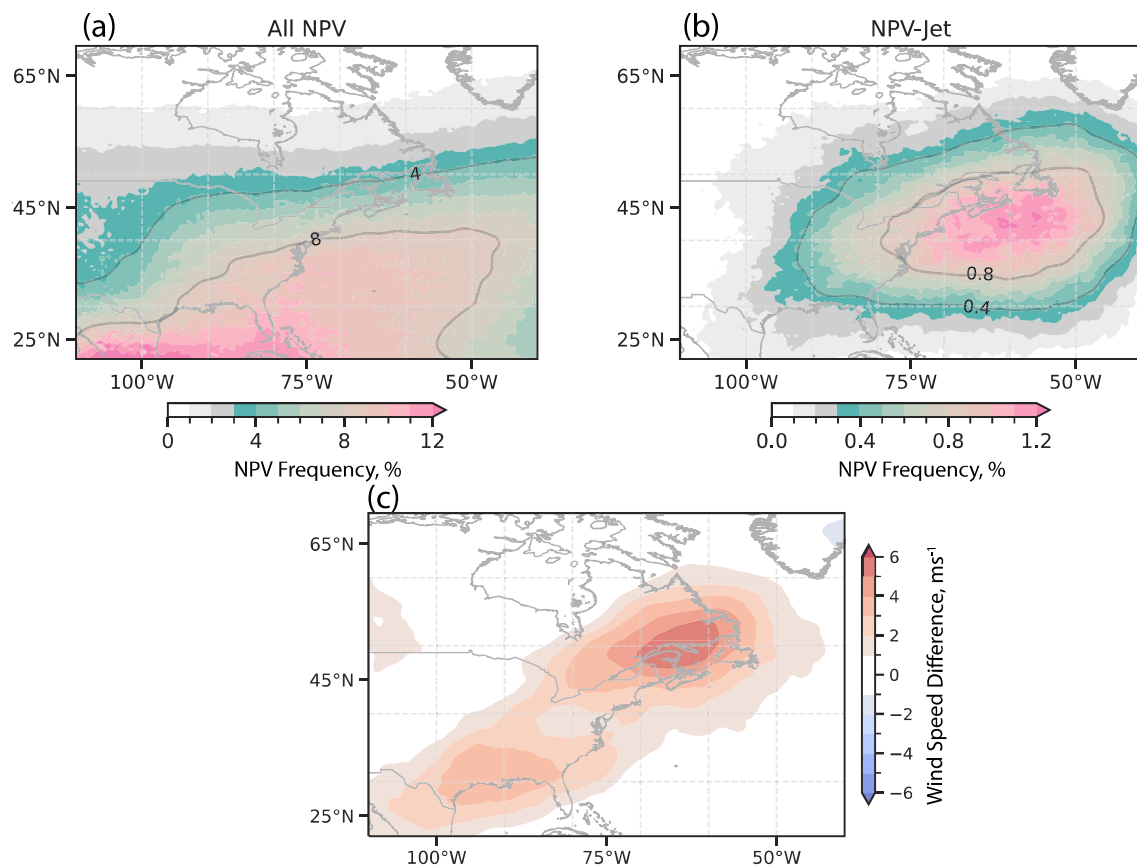 (a)
All NPV
65°N
45°N
25°N
4
8
100°W
75°W
50°W
0
4
8
12
NPV Frequency, %
(b)
NPV-Jet
65°N
45°N
25°N
0.8
0.4
100°W
75°W
50°W
0.0
0.4
0.8
1.2
NPV Frequency, %
(c)
65°N
45°N
25°N
100°W
75°W
50°W
6
4
2
0
−2
−4
−6
Wind Speed Difference, ms⁻¹